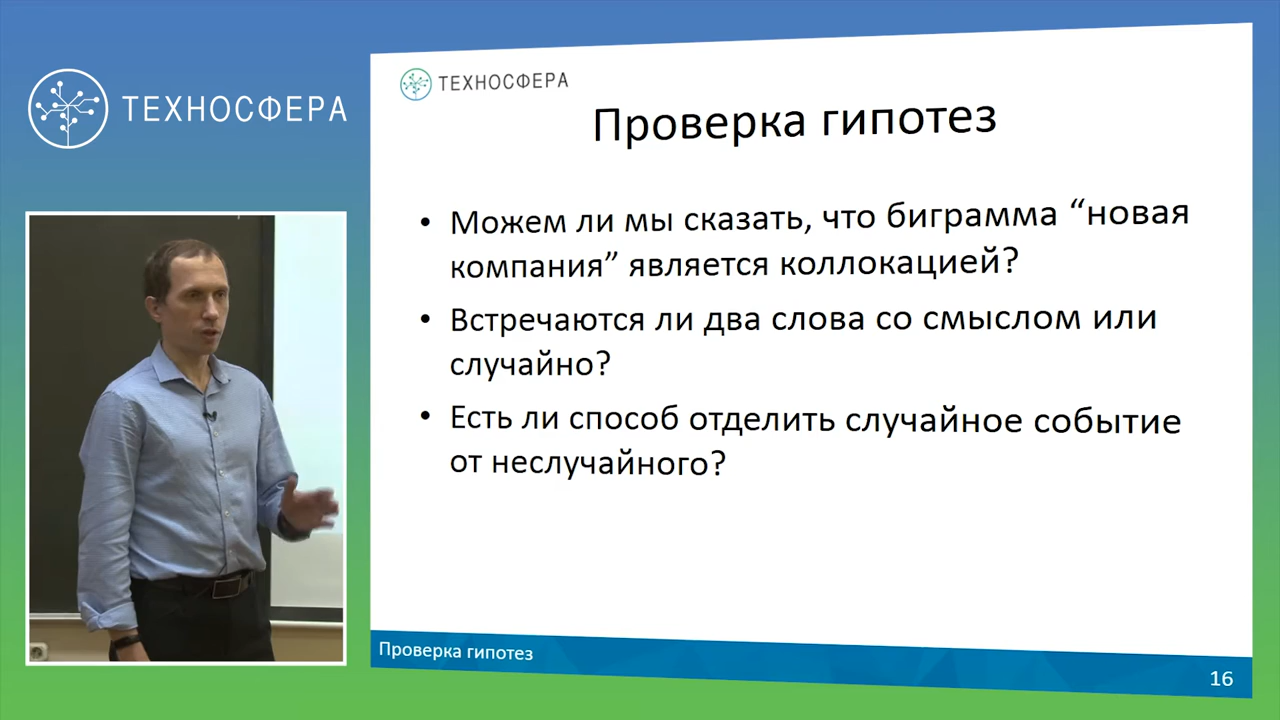 ТЕХНОСФЕРА
ТЕХНОСФЕРА
Проверка гипотез
• Можем ли мы сказать, что биграмма “новая
компания” является коллокацией?
• Встречаются ли два слова со смыслом или
случайно?
• Есть ли способ отделить случайное событие
от неслучайного?
Проверка гипотез
16